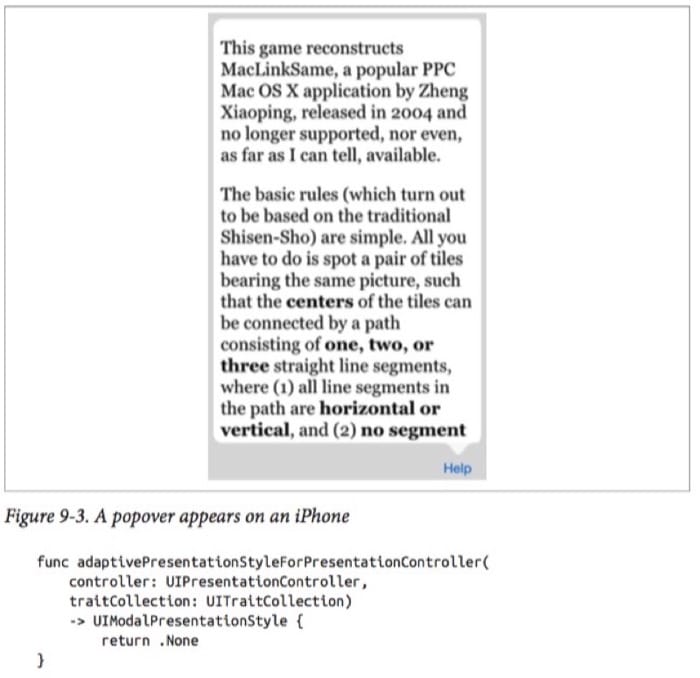 This game reconstructs
MacLinkSame, a popular PPC
Mac OS X application by Zheng
Xiaoping, released in 2004 and
no longer supported, nor even,
as far as I can tell, available.
The basic rules (which turn out
to be based on the traditional
Shisen-Sho) are simple. All you
have to do is spot a pair of tiles
bearing the same picture, such
that the centers of the tiles can
be connected by a path
consisting of one, two, or
three straight line segments,
where (1) all line segments in
the path are horizontal or
vertical, and (2) no segment
Help
Figure 9-3. A popover appears on an iPhone
func adaptivePresentationStyleForPresentationController(
controller: UIPresentationController,
traitCollection: UITraitCollection)
-> UIModalPresentationStyle {
return .None
}